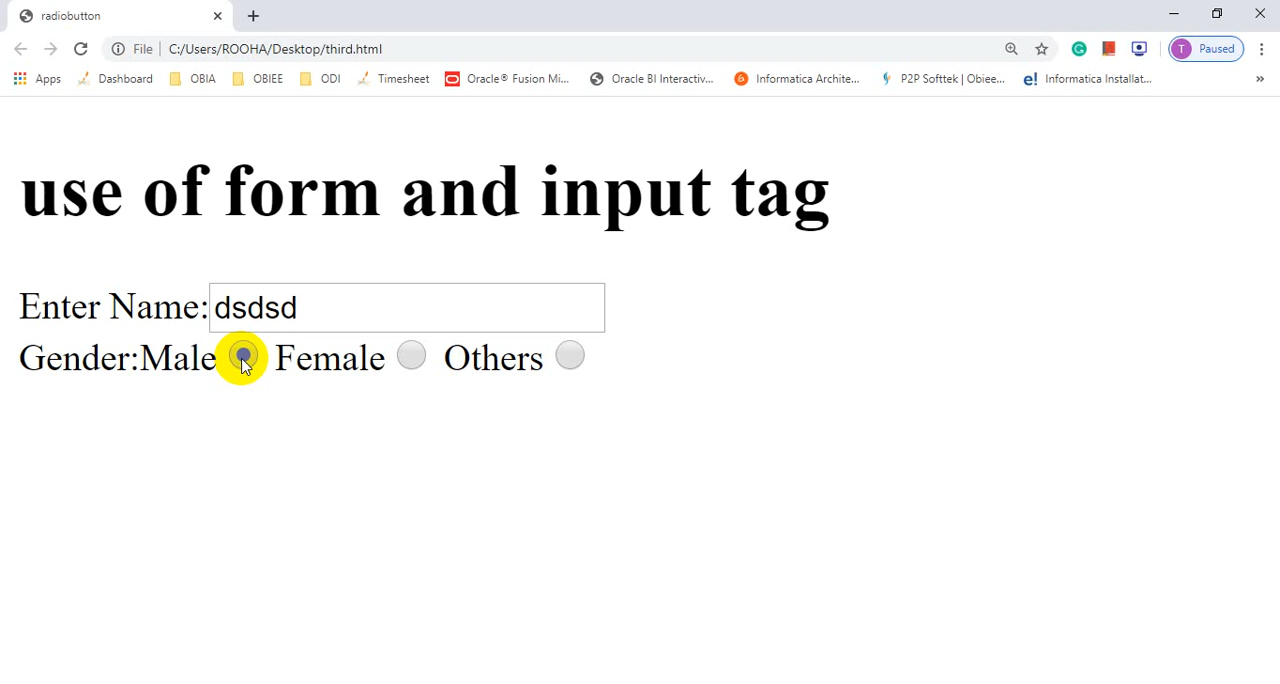 radiobutton
File C:/Users/ROOHA/Desktop/third.html T Paused
Apps Dashboard OBIA OBIEE ODI Timesheet Oracle® Fusion Mi... Oracle BI Interactiv... Informatica Archite... P2P Softtek | Obiee... e! Informatica Installat... »
use of form and input tag
Enter Name: dsdsd
Gender:Male Female Others